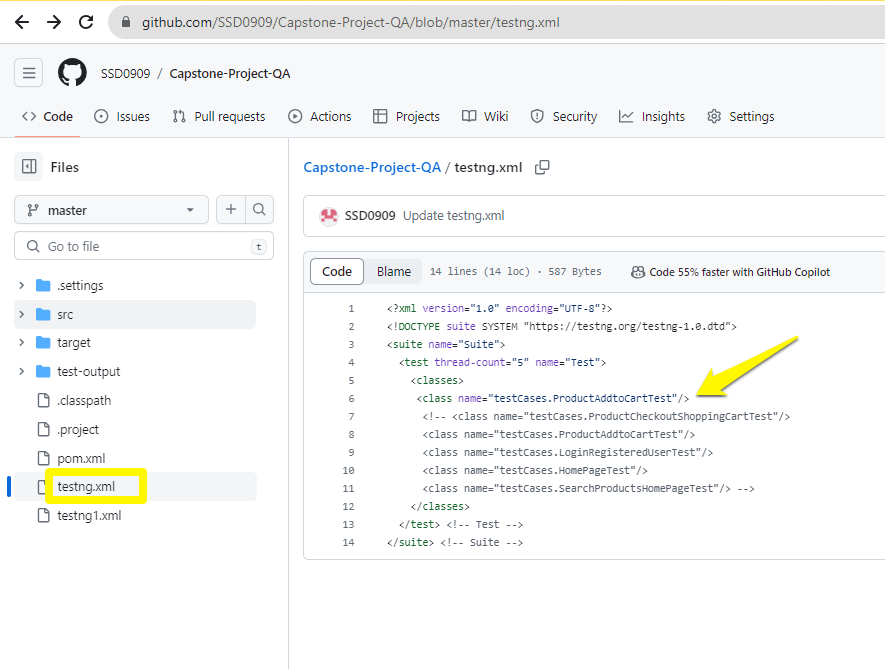 github.com/SSD0909/Capstone-Project-QA/blob/master/testng.xml
SSD0909 / Capstone-Project-QA
Code Issues Pull requests Actions Projects Wiki Security Insights Settings
Files
master
Go to file t
.settings
src
target
test-output
.classpath
.project
pom.xml
testng.xml
testng1.xml
Capstone-Project-QA / testng.xml
SSD0909 Update testng.xml
Code Blame 14 lines (14 loc) · 587 Bytes Code 55% faster with GitHub Copilot
1 <?xml version="1.0" encoding="UTF-8"?>
2 <!DOCTYPE suite SYSTEM "https://testng.org/testng-1.0.dtd">
3 <suite name="Suite">
4 <test thread-count="5" name="Test">
5 <classes>
6 <class name="testCases.ProductAddtoCartTest"/>
7 <!-- <class name="testCases.ProductCheckoutShoppingCartTest"/>
8 <class name="testCases.ProductAddtoCartTest"/>
9 <class name="testCases.LoginRegisteredUserTest"/>
10 <class name="testCases.HomePageTest"/>
11 <class name="testCases.SearchProductsHomePageTest"/> -->
12 </classes>
13 </test> <!-- Test -->
14 </suite> <!-- Suite -->